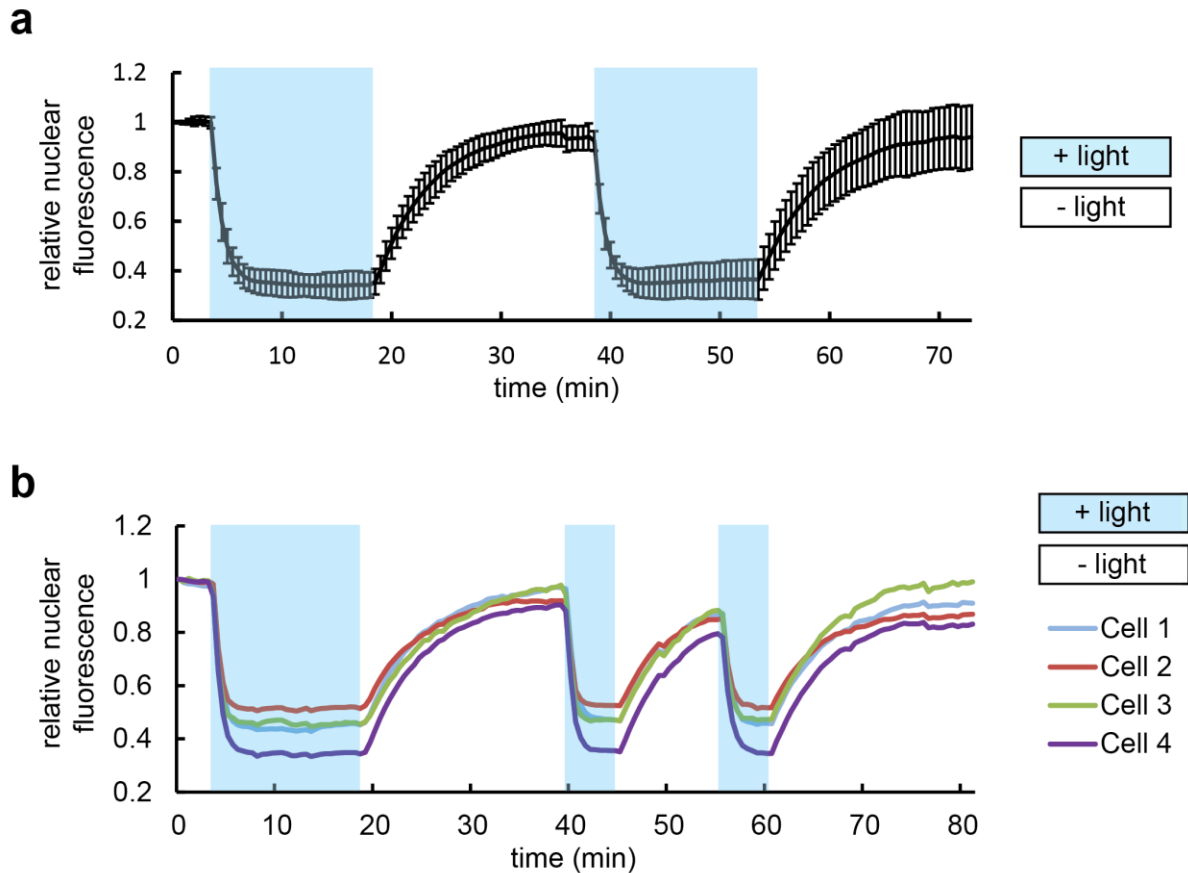 a
relative nuclear
fluorescence
1.2
1
0.8
0.6
0.4
0.2
0 10 20 30 40 50 60 70
time (min)
+ light
- light
b
relative nuclear
fluorescence
1.2
1
0.8
0.6
0.4
0.2
0 10 20 30 40 50 60 70 80
time (min)
+ light
- light
Cell 1
Cell 2
Cell 3
Cell 4